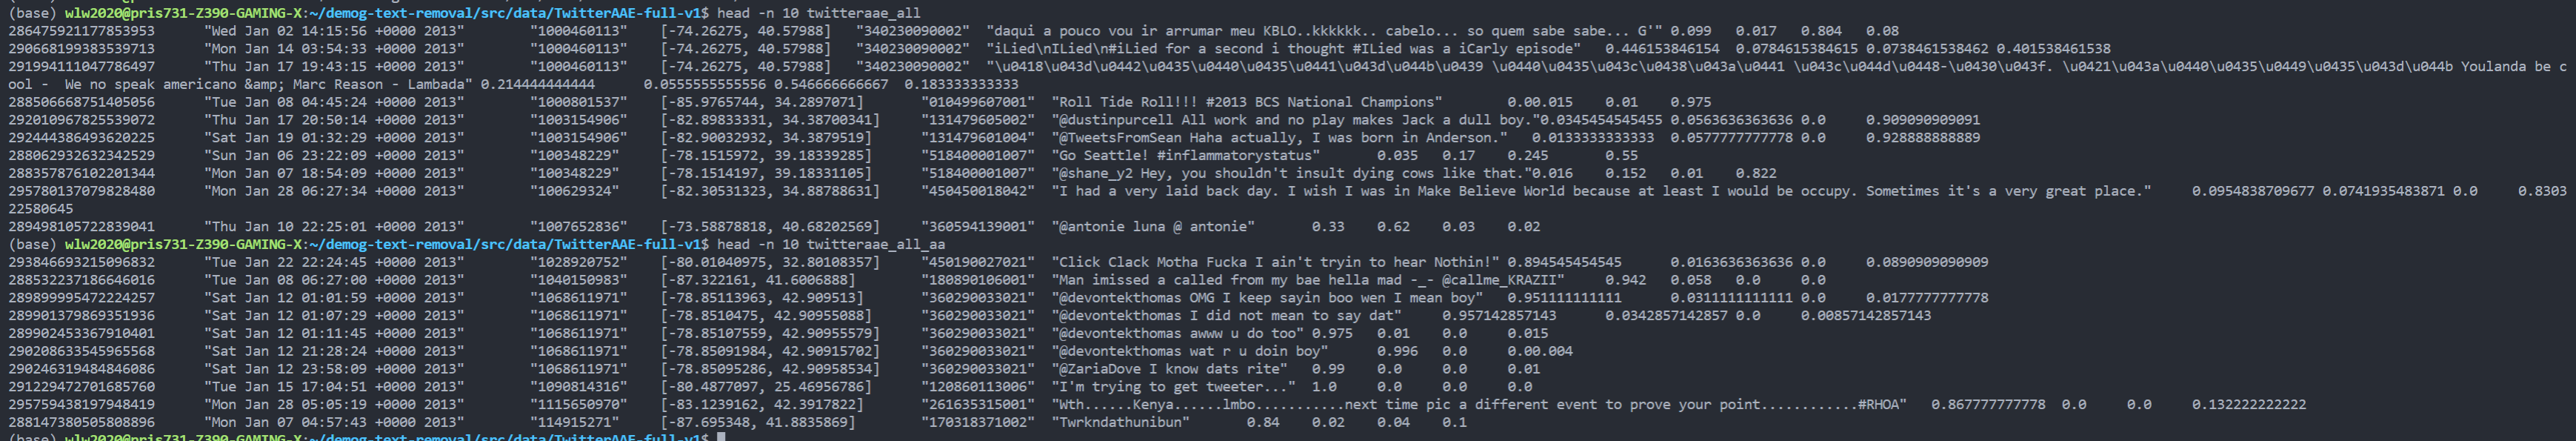 (base) wlw2020@pris731-Z390-GAMING-X:~/demog-text-removal/src/data/TwitterAAE-full-v1$ head -n 10 twitteraae_all
286475921177853953 "Wed Jan 02 14:15:56 +0000 2013" "1000460113" [-74.26275, 40.57988] "340230090002" "daqui a pouco vou ir arrumar meu KBLO..kkkkkk.. cabelo... so quem sabe sabe... G'" 0.099 0.017 0.804 0.08
290668199383539713 "Mon Jan 14 03:54:33 +0000 2013" "1000460113" [-74.26275, 40.57988] "340230090002" "iLied\nILied\n#iLied for a second i thought #ILied was a iCarly episode" 0.446153846154 0.0784615384615 0.0738461538462 0.401538461538
291994111047786497 "Thu Jan 17 19:43:15 +0000 2013" "1000460113" [-74.26275, 40.57988] "340230090002" "\u0418\u043d\u0442\u0435\u0440\u0435\u0441\u043d\u044b\u0439 \u0440\u0435\u043c\u0438\u043a\u0441 \u043c\u044d\u0448-\u0430\u043f. \u0421\u043a\u0440\u0435\u0449\u0435\u043d\u044b Youlanda be c
ool - We no speak americano &amp; Marc Reason - Lambada" 0.214444444444 0.0555555555556 0.546666666667 0.183333333333
288506668751405056 "Tue Jan 08 04:45:24 +0000 2013" "1000801537" [-85.9765744, 34.2897071] "010499607001" "Roll Tide Roll!!! #2013 BCS National Champions" 0.00.015 0.01 0.975
292010967825539072 "Thu Jan 17 20:50:14 +0000 2013" "1003154906" [-82.89833331, 34.38700341] "131479605002" "@dustinpurcell All work and no play makes Jack a dull boy."0.0345454545455 0.0563636363636 0.0 0.909090909091
292444386493620225 "Sat Jan 19 01:32:29 +0000 2013" "1003154906" [-82.90032932, 34.3879519] "131479601004" "@TweetsFromSean Haha actually, I was born in Anderson." 0.0133333333333 0.0577777777778 0.0 0.928888888889
288062932632342529 "Sun Jan 06 23:22:09 +0000 2013" "100348229" [-78.1515972, 39.18339285] "518400001007" "Go Seattle! #inflammatorystatus" 0.035 0.17 0.245 0.55
288357876102201344 "Mon Jan 07 18:54:09 +0000 2013" "100348229" [-78.1514197, 39.18331105] "518400001007" "@shane_y2 Hey, you shouldn't insult dying cows like that."0.016 0.152 0.01 0.822
295780137079828480 "Mon Jan 28 06:27:34 +0000 2013" "100629324" [-82.30531323, 34.88788631] "450450018042" "I had a very laid back day. I wish I was in Make Believe World because at least I would be occupy. Sometimes it's a very great place." 0.0954838709677 0.0741935483871 0.0 0.8303
22580645
289498105722839041 "Thu Jan 10 22:25:01 +0000 2013" "1007652836" [-73.58878818, 40.68202569] "360594139001" "@antonie luna @ antonie" 0.33 0.62 0.03 0.02
(base) wlw2020@pris731-Z390-GAMING-X:~/demog-text-removal/src/data/TwitterAAE-full-v1$ head -n 10 twitteraae_all_aa
293846693215096832 "Tue Jan 22 22:24:45 +0000 2013" "1028920752" [-80.01040975, 32.80108357] "450190027021" "Click Clack Motha Fucka I ain't tryin to hear Nothin!" 0.894545454545 0.0163636363636 0.0 0.0890909090909
288532237186646016 "Tue Jan 08 06:27:00 +0000 2013" "1040150983" [-87.322161, 41.6006888] "180890106001" "Man imissed a called from my bae hella mad -_- @callme_KRAZII" 0.942 0.058 0.0 0.0
289899995472224257 "Sat Jan 12 01:01:59 +0000 2013" "1068611971" [-78.85113963, 42.909513] "360290033021" "@devontekthomas OMG I keep sayin boo wen I mean boy" 0.951111111111 0.0311111111111 0.0 0.0177777777778
289901379869351936 "Sat Jan 12 01:07:29 +0000 2013" "1068611971" [-78.8510475, 42.90955088] "360290033021" "@devontekthomas I did not mean to say dat" 0.957142857143 0.0342857142857 0.0 0.00857142857143
289902453367910401 "Sat Jan 12 01:11:45 +0000 2013" "1068611971" [-78.85107559, 42.90955579] "360290033021" "@devontekthomas awww u do too" 0.975 0.01 0.0 0.015
290208633545965568 "Sat Jan 12 21:28:24 +0000 2013" "1068611971" [-78.85091984, 42.90915702] "360290033021" "@devontekthomas wat r u doin boy" 0.996 0.0 0.00.004
290246319484846086 "Sat Jan 12 23:58:09 +0000 2013" "1068611971" [-78.85095286, 42.90958534] "360290033021" "@ZariaDove I know dats rite" 0.99 0.0 0.0 0.01
291229472701685760 "Tue Jan 15 17:04:51 +0000 2013" "1090814316" [-80.4877097, 25.46956786] "120860113006" "I'm trying to get tweeter..." 1.0 0.0 0.0 0.0
295759438197948419 "Mon Jan 28 05:05:19 +0000 2013" "1115650970" [-83.1239162, 42.3917822] "261635315001" "Wth......Kenya......lmbo...........next time pic a different event to prove your point............#RHOA" 0.867777777778 0.0 0.0 0.132222222222
288147380505808896 "Mon Jan 07 04:57:43 +0000 2013" "114915271" [-87.695348, 41.8835869] "170318371002" "Twrkndathunibun" 0.84 0.02 0.04 0.1